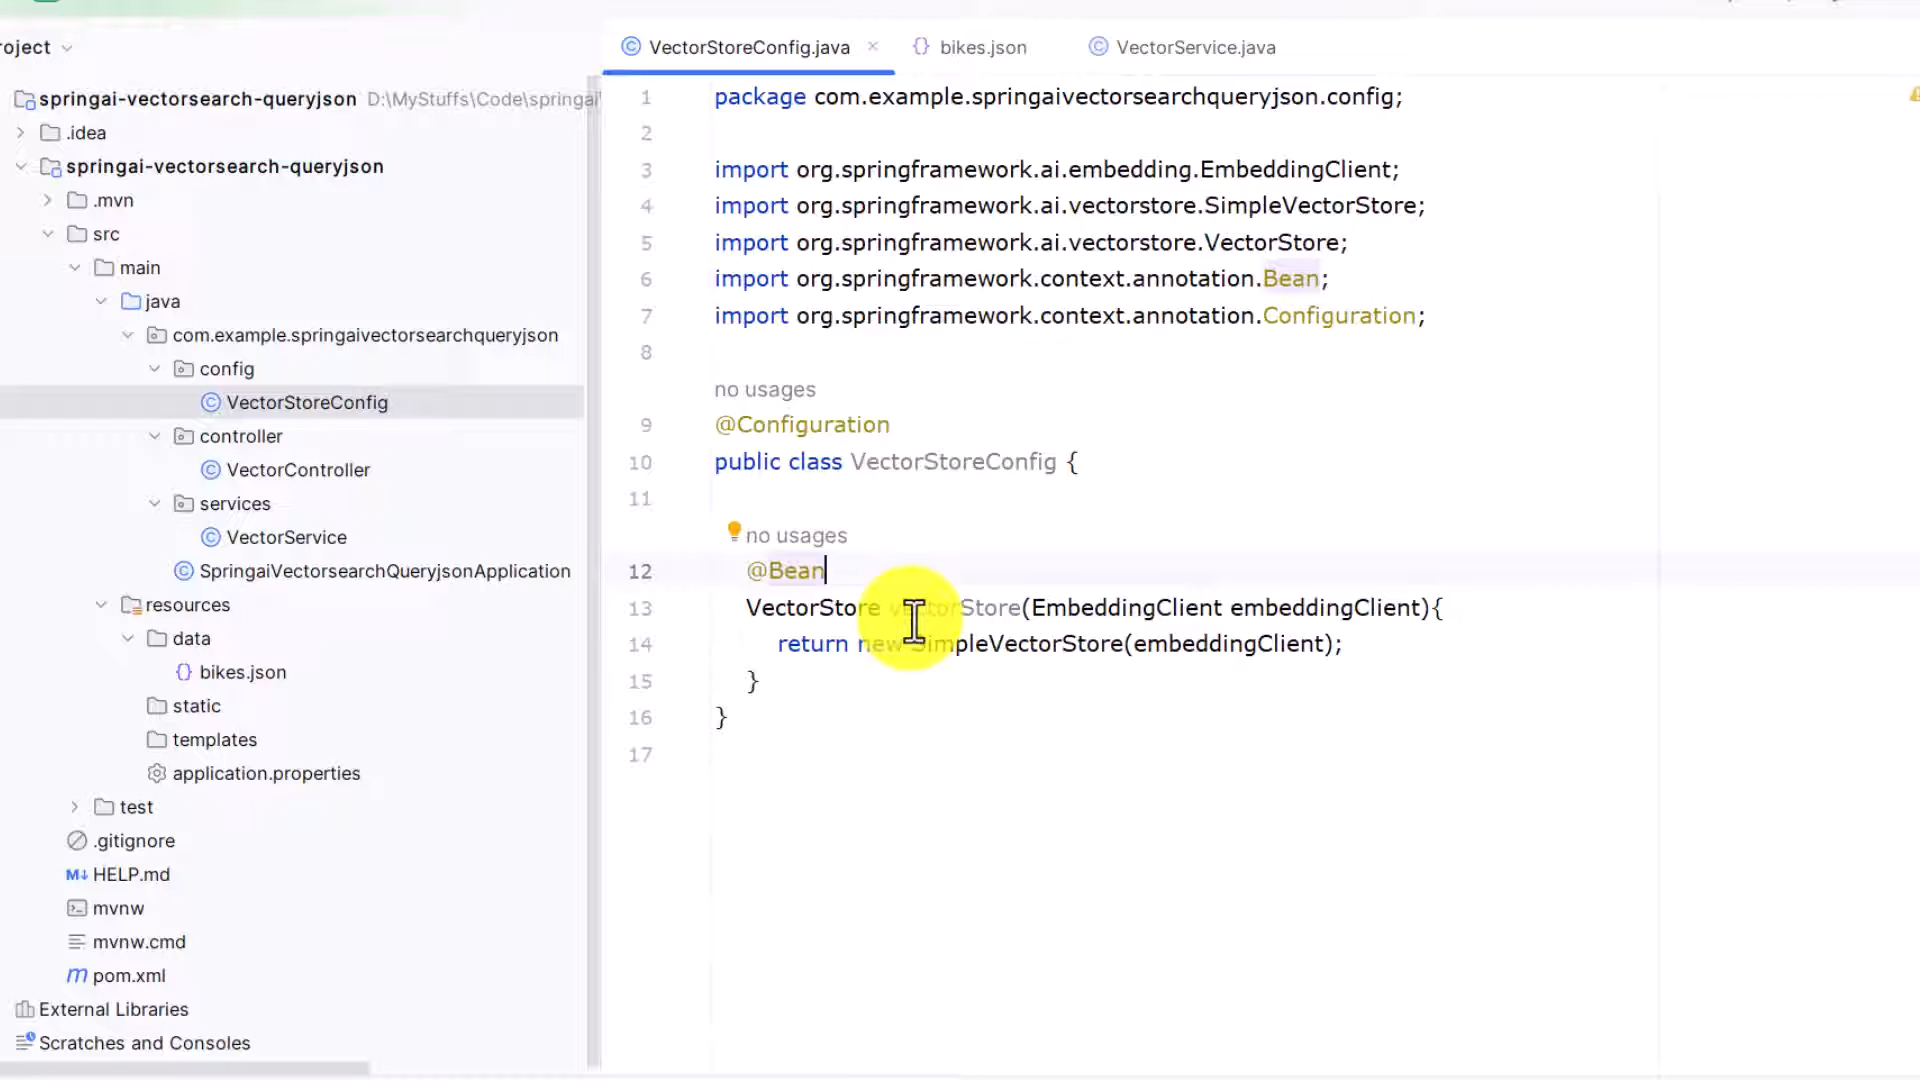 roject
springai-vectorsearch-queryjson D:\MyStuffs\Code\springai
.idea
springai-vectorsearch-queryjson
.mvn
src
main
java
com.example.springaivectorsearchqueryjson
config
VectorStoreConfig
controller
VectorController
services
VectorService
SpringaiVectorsearchQueryjsonApplication
resources
data
bikes.json
static
templates
application.properties
test
.gitignore
HELP.md
mvnw
mvnw.cmd
pom.xml
External Libraries
Scratches and Consoles
VectorStoreConfig.java bikes.json VectorService.java
1 package com.example.springaivectorsearchqueryjson.config;
2
3 import org.springframework.ai.embedding.EmbeddingClient;
4 import org.springframework.ai.vectorstore.SimpleVectorStore;
5 import org.springframework.ai.vectorstore.VectorStore;
6 import org.springframework.context.annotation.Bean;
7 import org.springframework.context.annotation.Configuration;
8
no usages
9 @Configuration
10 public class VectorStoreConfig {
11
no usages
12 @Bean
13 VectorStore vectorStore(EmbeddingClient embeddingClient){
14 return new SimpleVectorStore(embeddingClient);
15 }
16 }
17